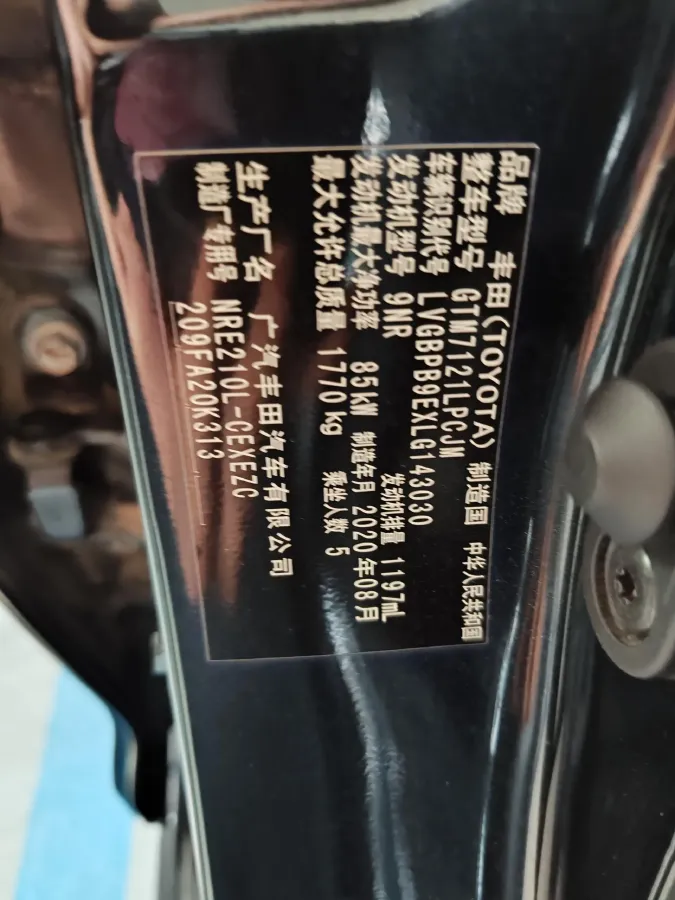 品牌 丰田(TOYOTA) 制造国 中华人民共和国
整车型号 GTM7121LPCJM
车辆识别代号 LVGBPB9EXLG143030
发动机型号 9NR 发动机排量 1197mL
发动机最大净功率 85kW 制造年月 2020年08月
最大允许总质量 1770kg 乘坐人数 5
生产厂名 广汽丰田汽车有限公司
制造厂专用号 NRE210L-CEXEZC
209FA20K313